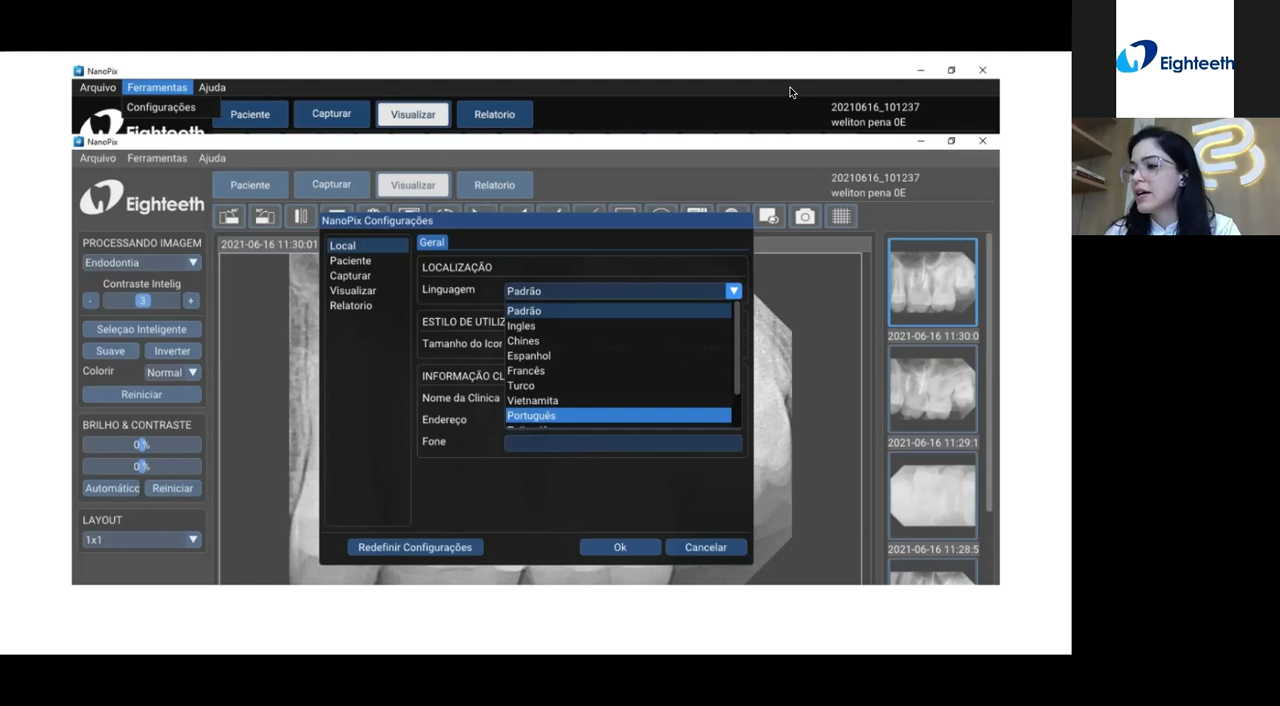 NanoPix
Arquivo Ferramentas Ajuda
Configurações
Paciente Capturar Visualizar Relatorio
20210616_101237
weliton pena 0E
Eighteeth
NanoPix
Arquivo Ferramentas Ajuda
Eighteeth
Paciente Capturar Visualizar Relatorio
20210616_101237
weliton pena 0E
PROCESSANDO IMAGEM
Endodontia
Contraste Intelig
- 3 +
Seleçao Inteligente
Suave Inverter
Colorir Normal
Reiniciar
BRILHO & CONTRASTE
0 %
0 %
Automático Reiniciar
LAYOUT
1x1
2021-06-16 11:30:01
NanoPix Configurações
Local
Paciente
Capturar
Visualizar
Relatorio
Geral
LOCALIZAÇÃO
Linguagem Padrão
Padrão
Ingles
Chines
Espanhol
Francês
Turco
Vietnamita
Português
ESTILO DE UTILIZ
Tamanho do Icor
INFORMAÇÃO CL
Nome da Clinica
Endereço
Fone
Redefinir Configurações Ok Cancelar
2021-06-16 11:30:0
2021-06-16 11:29:1
2021-06-16 11:28:5
Eighteeth